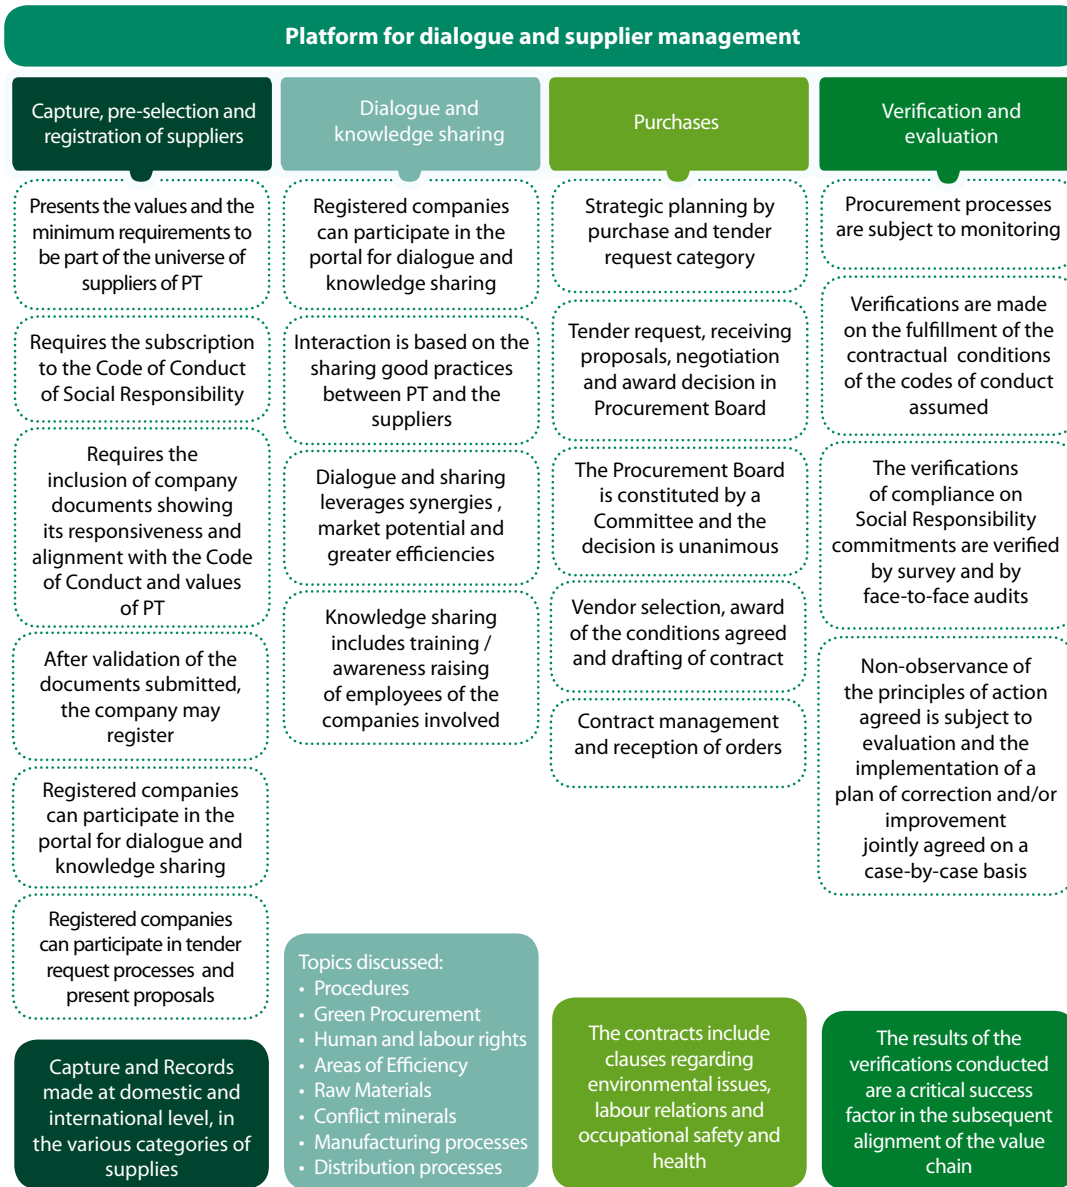 Platform for dialogue and supplier management
Capture, pre-selection and
registration of suppliers
Presents the values and the
minimum requirements to
be part of the universe of
suppliers of PT
Requires the subscription
to the Code of Conduct
of Social Responsibility
Requires the
inclusion of company
documents showing
its responsiveness and
alignment with the Code
of Conduct and values
of PT
After validation of the
documents submitted,
the company may
register
Registered companies
can participate in the
portal for dialogue and
knowledge sharing
Registered companies
can participate in tender
request processes and
present proposals
Capture and Records
made at domestic and
international level, in
the various categories of
supplies
Dialogue and
knowledge sharing
Registered companies
can participate in the
portal for dialogue and
knowledge sharing
Interaction is based on the
sharing good practices
between PT and the
suppliers
Dialogue and sharing
leverages synergies ,
market potential and
greater efficiencies
Knowledge sharing
includes training /
awareness raising
of employees of the
companies involved
Topics discussed:
• Procedures
• Green Procurement
• Human and labour rights
• Areas of Efficiency
• Raw Materials
• Conflict minerals
• Manufacturing processes
• Distribution processes
Purchases
Strategic planning by
purchase and tender
request category
Tender request, receiving
proposals, negotiation
and award decision in
Procurement Board
The Procurement Board
is constituted by a
Committee and the
decision is unanimous
Vendor selection, award
of the conditions agreed
and drafting of contract
Contract management
and reception of orders
The contracts include
clauses regarding
environmental issues,
labour relations and
occupational safety and
health
Verification and
evaluation
Procurement processes
are subject to monitoring
Verifications are made
on the fulfillment of the
contractual conditions
of the codes of conduct
assumed
The verifications
of compliance on
Social Responsibility
commitments are verified
by survey and by
face-to-face audits
Non-observance of
the principles of action
agreed is subject to
evaluation and the
implementation of a
plan of correction and/or
improvement
jointly agreed on a
case-by-case basis
The results of the
verifications conducted
are a critical success
factor in the subsequent
alignment of the value
chain